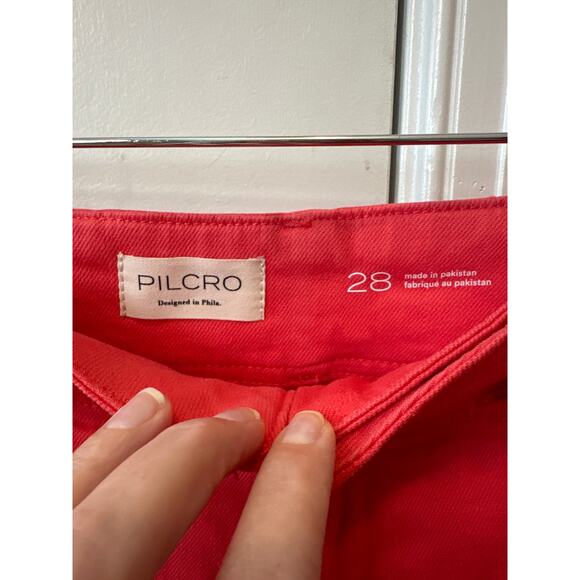 PILCRO
Designed in Phila.
28
made in pakistan
fabriqué au pakistan